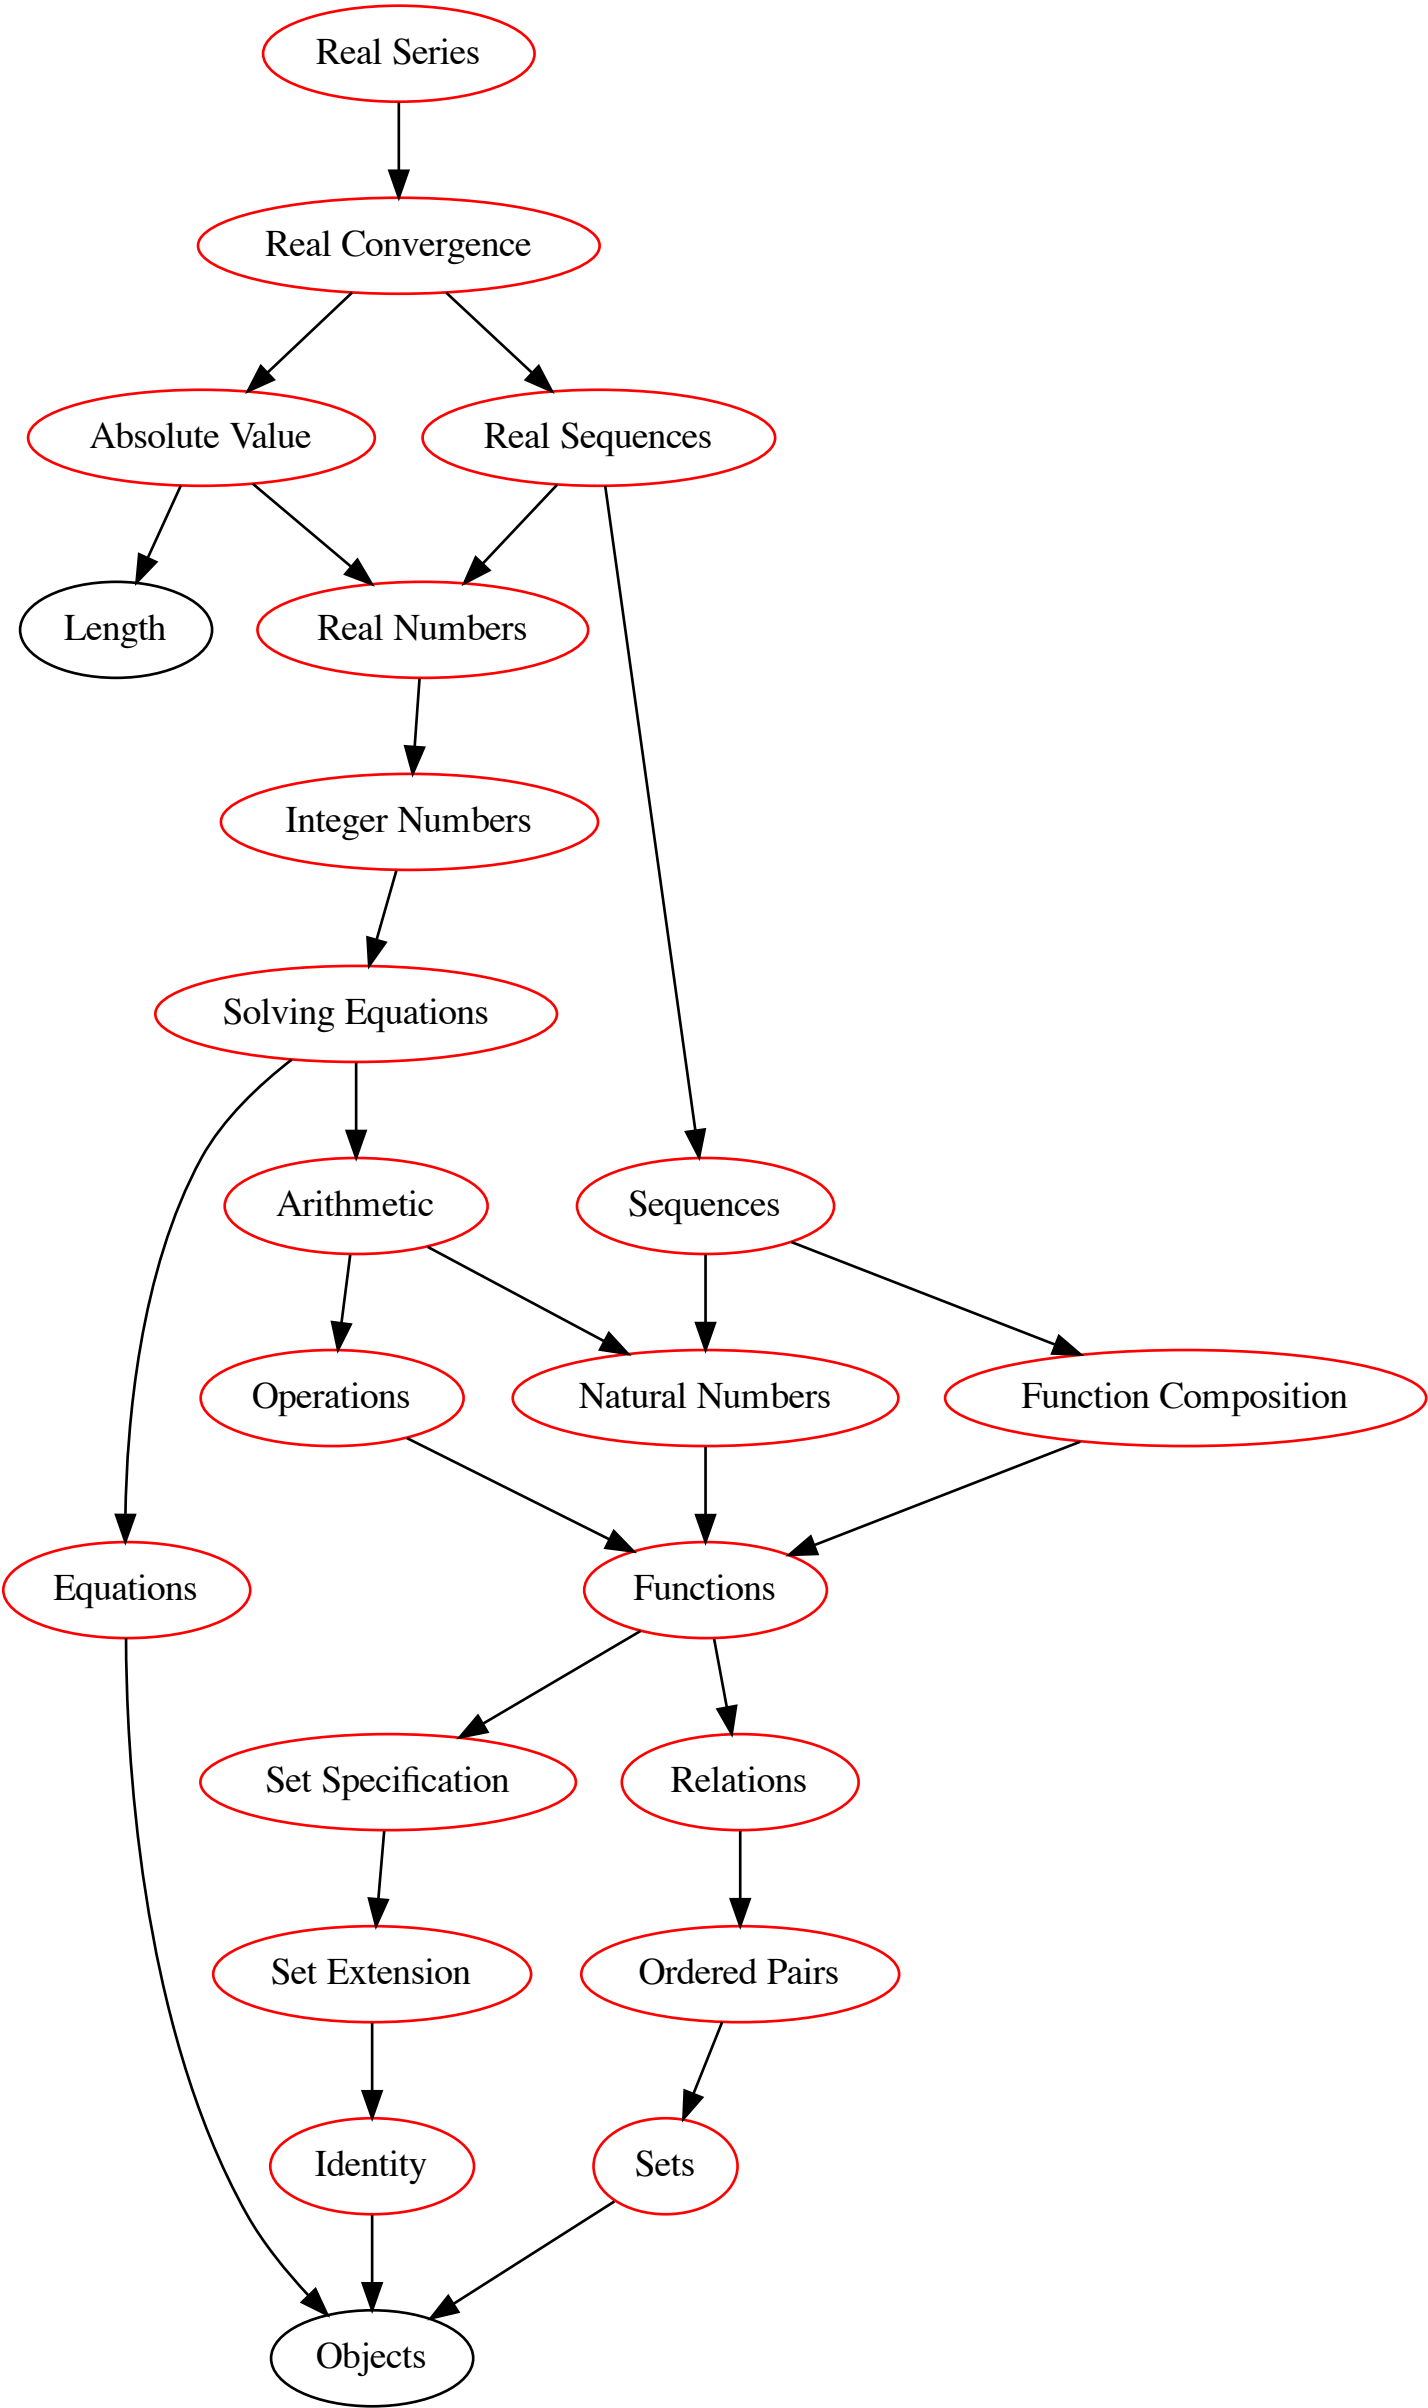 Real Series
Real Convergence
Absolute Value
Real Sequences
Length
Real Numbers
Integer Numbers
Solving Equations
Arithmetic
Sequences
Operations
Natural Numbers
Function Composition
Equations
Functions
Set Specification
Relations
Set Extension
Ordered Pairs
Identity
Sets
Objects